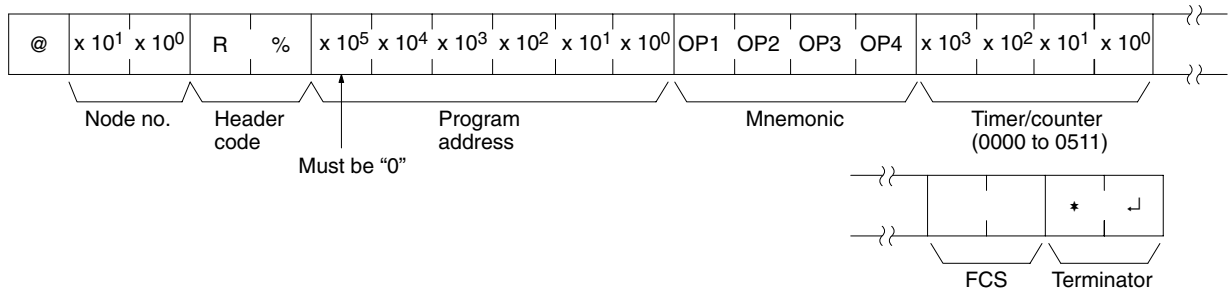 @ x 10¹ x 10⁰ R % x 10⁵ x 10⁴ x 10³ x 10² x 10¹ x 10⁰ OP1 OP2 OP3 OP4 x 10³ x 10² x 10¹ x 10⁰
Node no. Header code Program address Mnemonic Timer/counter (0000 to 0511)
Must be “0”
* ↵
FCS Terminator